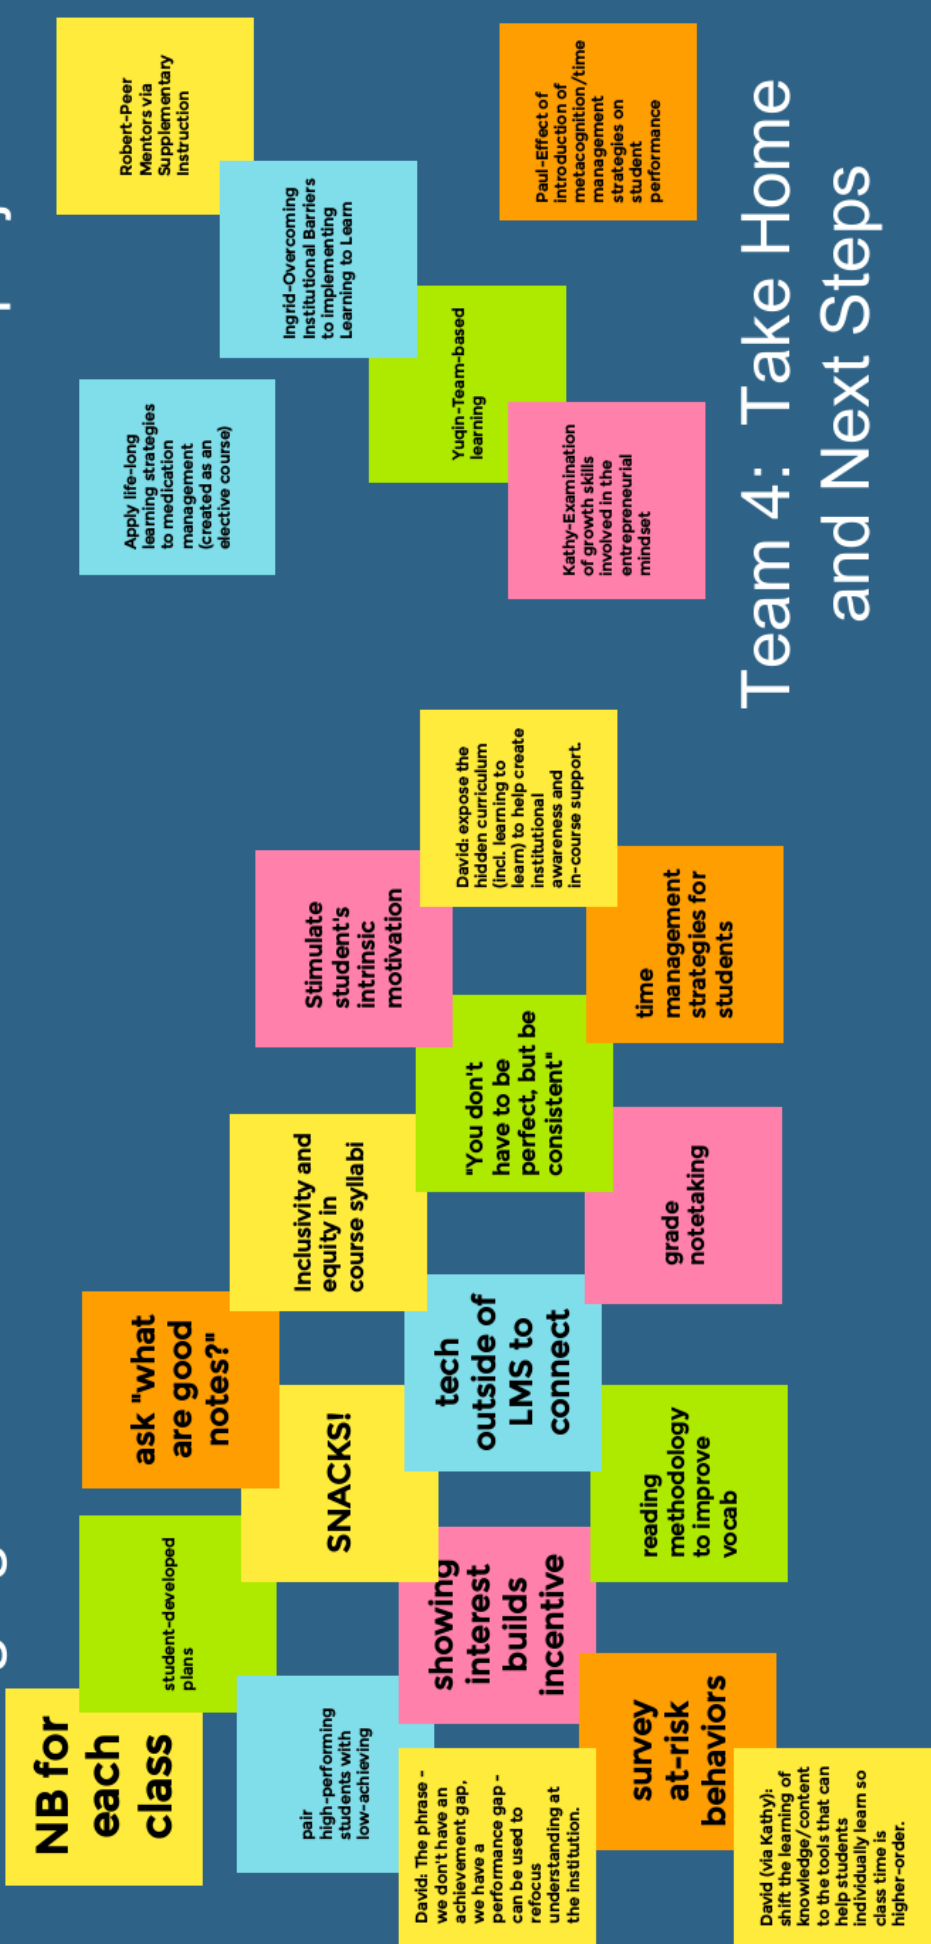 NB for
each
class
student-developed
plans
ask "what
are good
notes?"
pair
high-performing
students with
low-achieving
SNACKS!
Inclusivity and
equity in
course syllabi
Stimulate
student's
intrinsic
motivation
David: The phrase -
we don't have an
achievement gap,
we have a
performance gap -
can be used to
refocus
understanding at
the institution.
showing
interest
builds
incentive
tech
outside of
LMS to
connect
"You don't
have to be
perfect, but be
consistent"
David: expose the
hidden curriculum
(incl. learning to
learn) to help create
institutional
awareness and
in-course support.
survey
at-risk
behaviors
reading
methodology
to improve
vocab
grade
notetaking
time
management
strategies for
students
David (via Kathy):
shift the learning of
knowledge/content
to the tools that can
help students
individually learn so
class time is
higher-order.
Apply life-long
learning strategies
to medication
management
(created as an
elective course)
Robert-Peer
Mentors via
Supplementary
Instruction
Ingrid-Overcoming
Institutional Barriers
to implementing
Learning to Learn
Yuqin-Team-based
learning
Kathy-Examination
of growth skills
involved in the
entrepreneurial
mindset
Paul-Effect of
introduction of
metacognition/time
management
strategies on
student
performance
Team 4: Take Home
and Next Steps